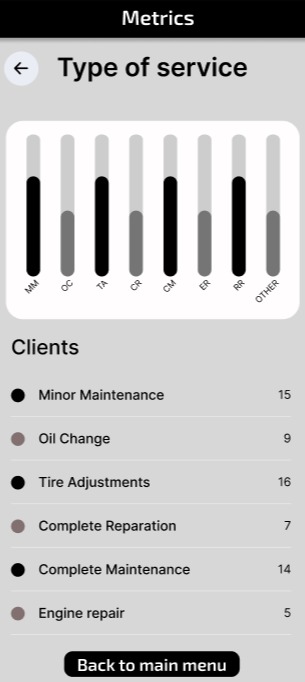 Metrics
Type of service
MM OC TA CR CM ER RR OTHER
Clients
Minor Maintenance 15
Oil Change 9
Tire Adjustments 16
Complete Reparation 7
Complete Maintenance 14
Engine repair 5
Back to main menu